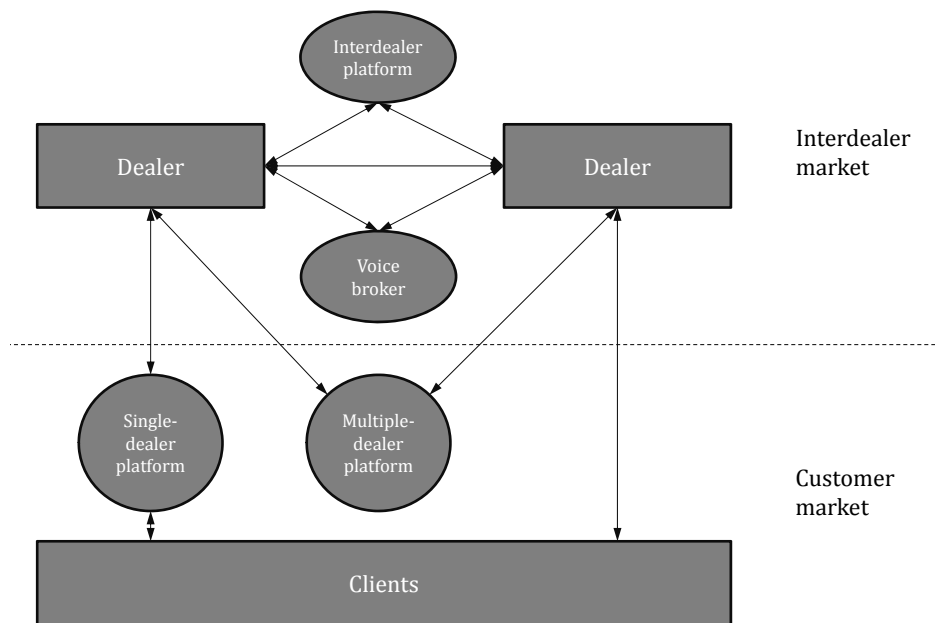 Interdealer
platform
Dealer
Dealer
Interdealer
market
Voice
broker
Single-
dealer
platform
Multiple-
dealer
platform
Customer
market
Clients